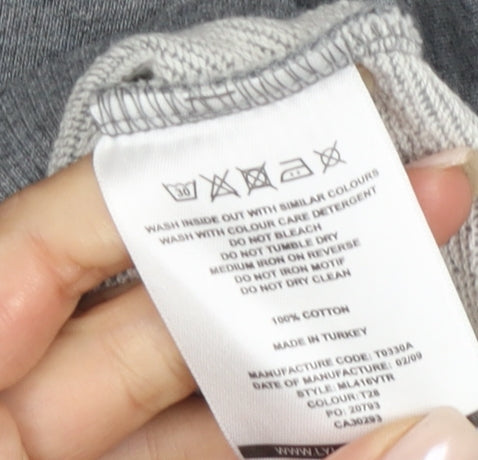 30
WASH INSIDE OUT WITH SIMILAR COLOURS
WASH WITH COLOUR CARE DETERGENT
DO NOT BLEACH
DO NOT TUMBLE DRY
MEDIUM IRON ON REVERSE
DO NOT IRON MOTIF
DO NOT DRY CLEAN
100% COTTON
MADE IN TURKEY
MANUFACTURE CODE: T0330A
DATE OF MANUFACTURE: 02/09
STYLE: ML416VTR
COLOUR:T28
PO: 20793
CA30293